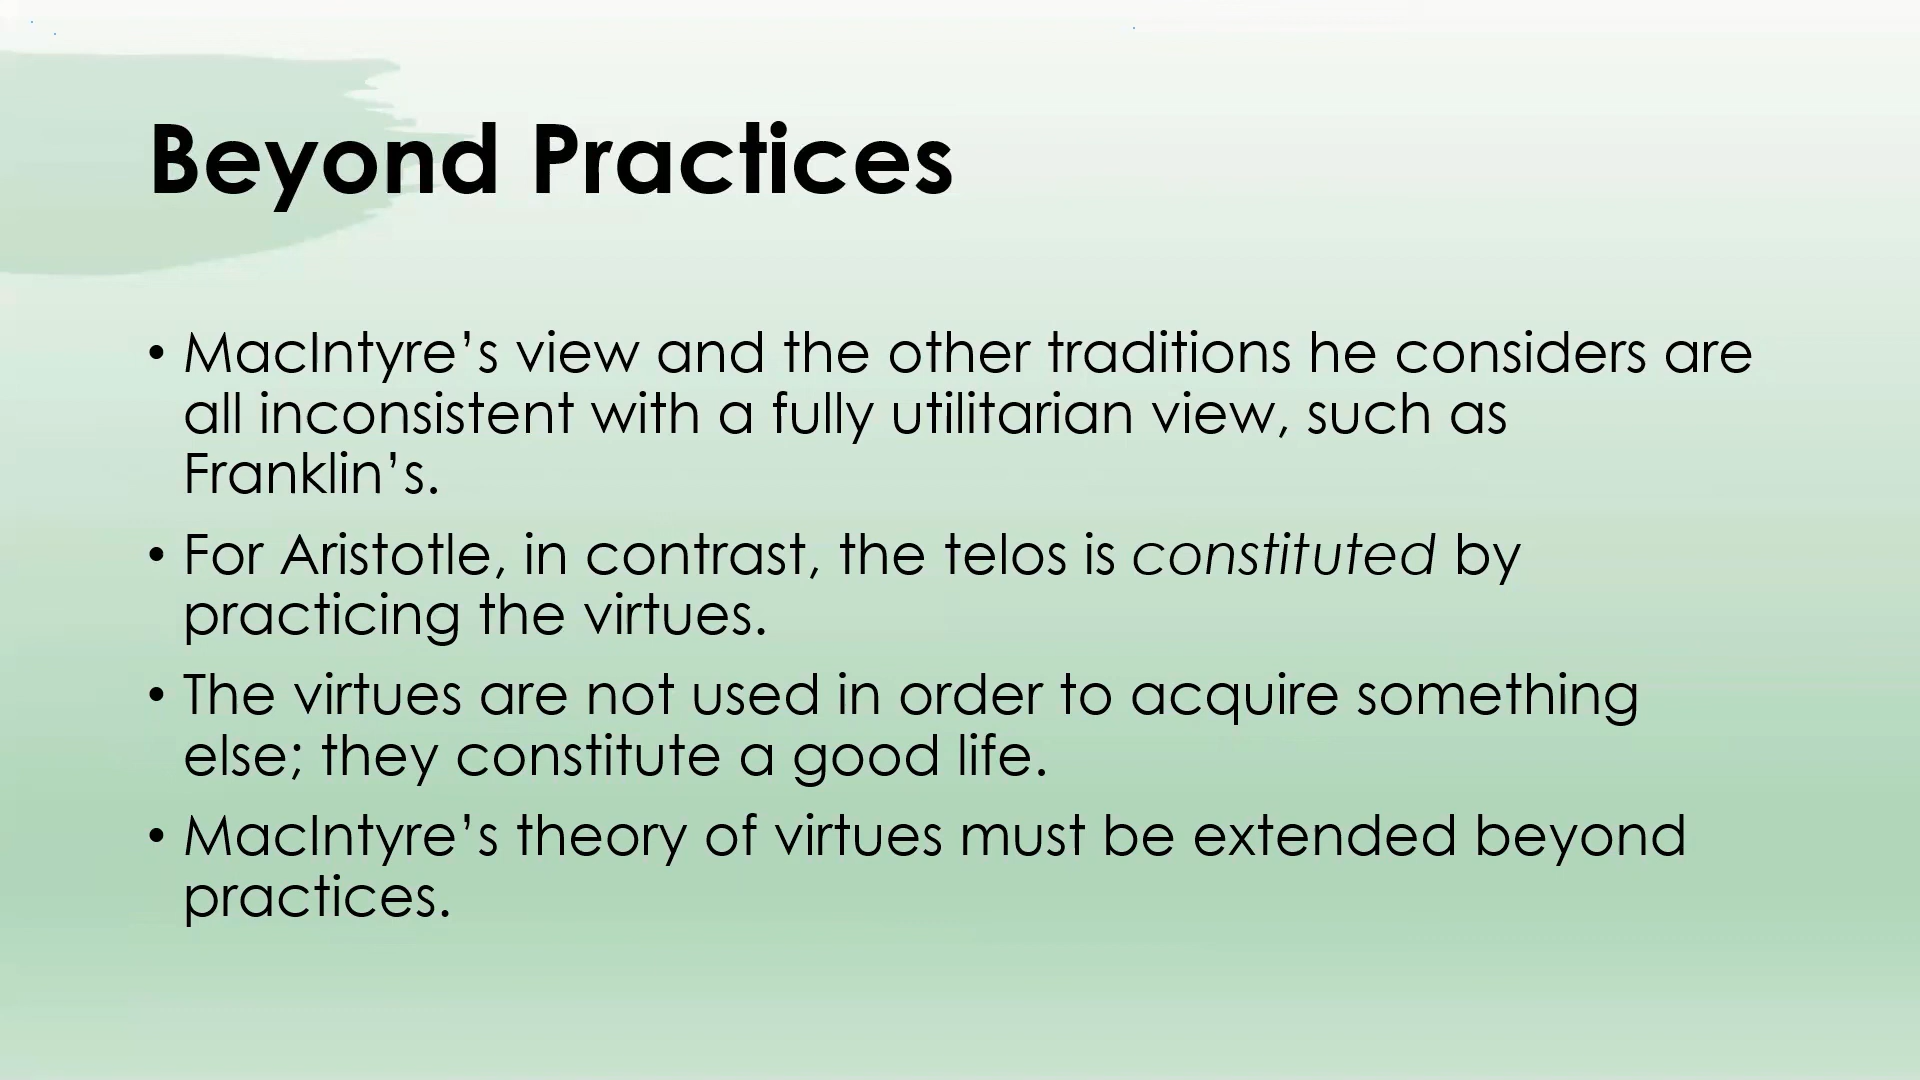 Beyond Practices
• MacIntyre’s view and the other traditions he considers are
all inconsistent with a fully utilitarian view, such as
Franklin’s.
• For Aristotle, in contrast, the telos is constituted by
practicing the virtues.
• The virtues are not used in order to acquire something
else; they constitute a good life.
• MacIntyre’s theory of virtues must be extended beyond
practices.